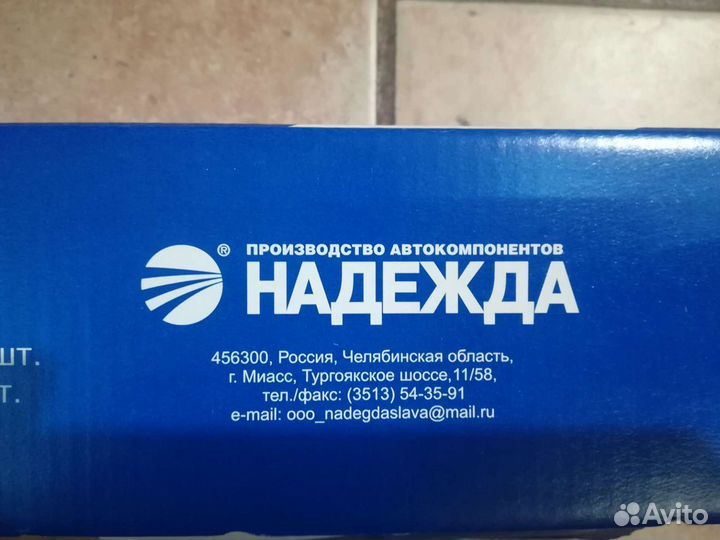 ®
ПРОИЗВОДСТВО АВТОКОМПОНЕНТОВ
НАДЕЖДА
шт.
т.
456300, Россия, Челябинская область,
г. Миасс, Тургоякское шоссе,11/58,
тел./факс: (3513) 54-35-91
e-mail: ooo_nadegdaslava@mail.ru
Avito